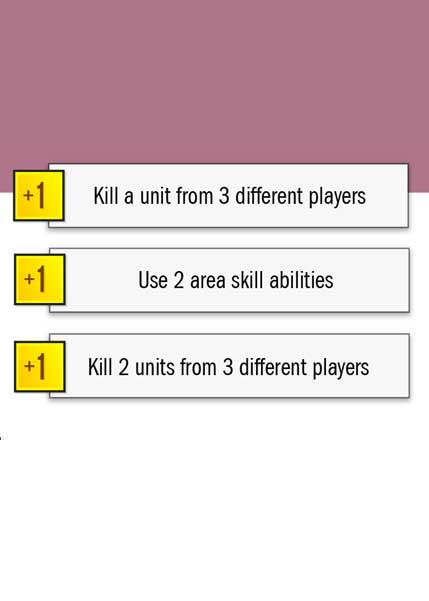 +1 Kill a unit from 3 different players
+1 Use 2 area skill abilities
+1 Kill 2 units from 3 different players